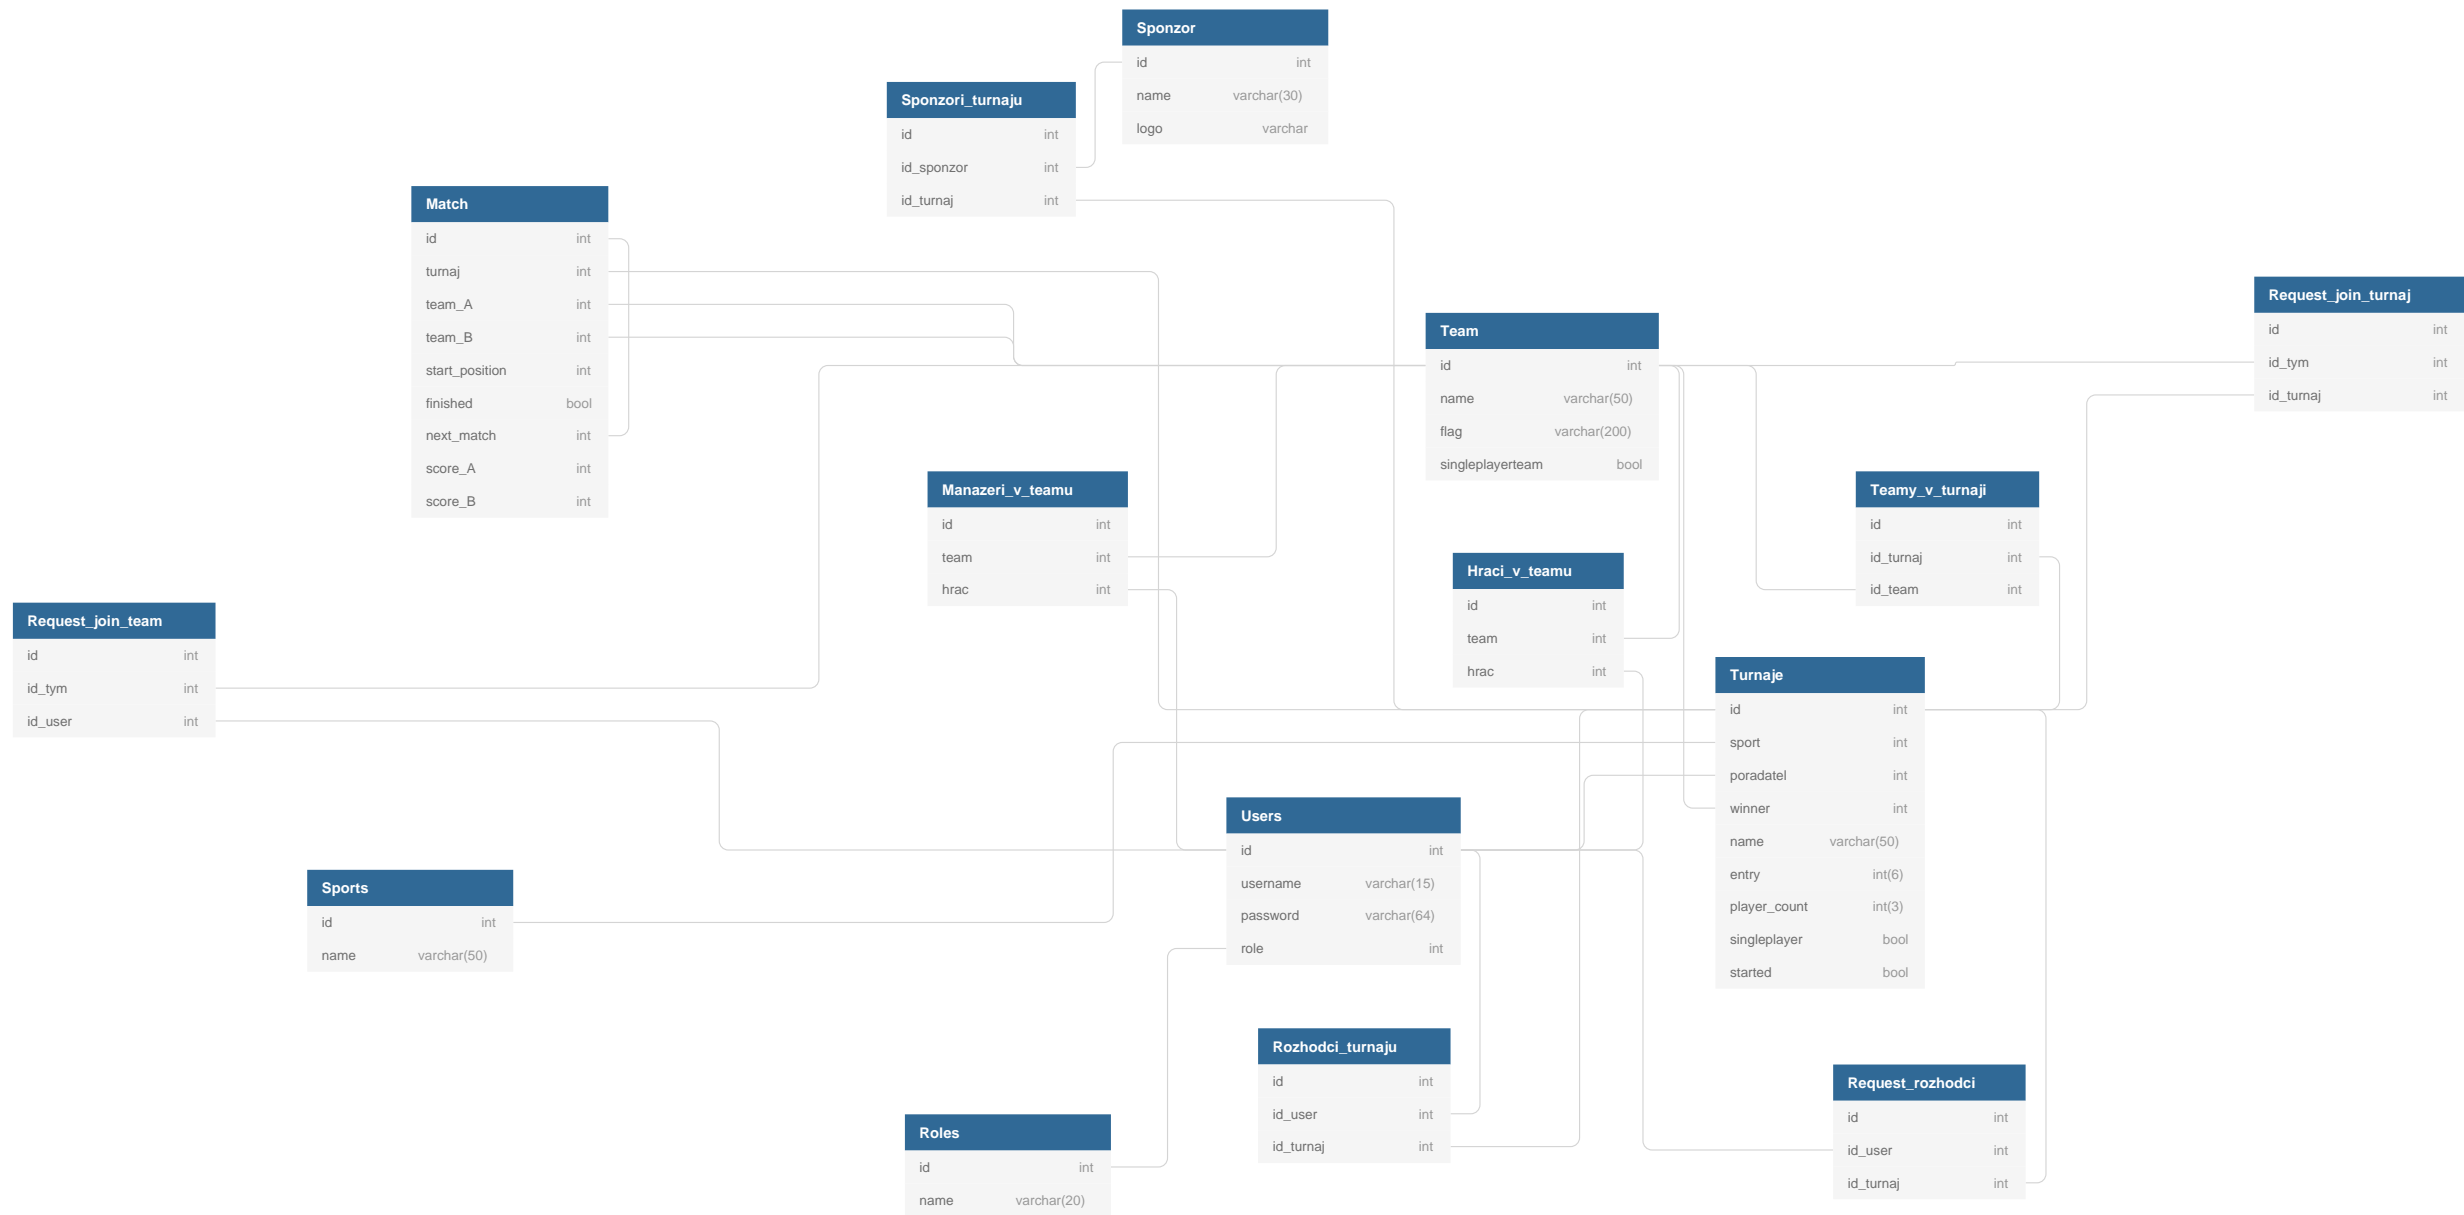 Sponzor
id int
name varchar(30)
logo varchar
Sponzori_turnaju
id int
id_sponzor int
id_turnaj int
Match
id int
turnaj int
team_A int
team_B int
start_position int
finished bool
next_match int
score_A int
score_B int
Request_join_turnaj
id int
id_tym int
id_turnaj int
Team
id int
name varchar(50)
flag varchar(200)
singleplayerteam bool
Manazeri_v_teamu
id int
team int
hrac int
Teamy_v_turnaji
id int
id_turnaj int
id_team int
Hraci_v_teamu
id int
team int
hrac int
Request_join_team
id int
id_tym int
id_user int
Turnaje
id int
sport int
poradatel int
winner int
name varchar(50)
entry int(6)
player_count int(3)
singleplayer bool
started bool
Users
id int
username varchar(15)
password varchar(64)
role int
Sports
id int
name varchar(50)
Rozhodci_turnaju
id int
id_user int
id_turnaj int
Request_rozhodci
id int
id_user int
id_turnaj int
Roles
id int
name varchar(20)